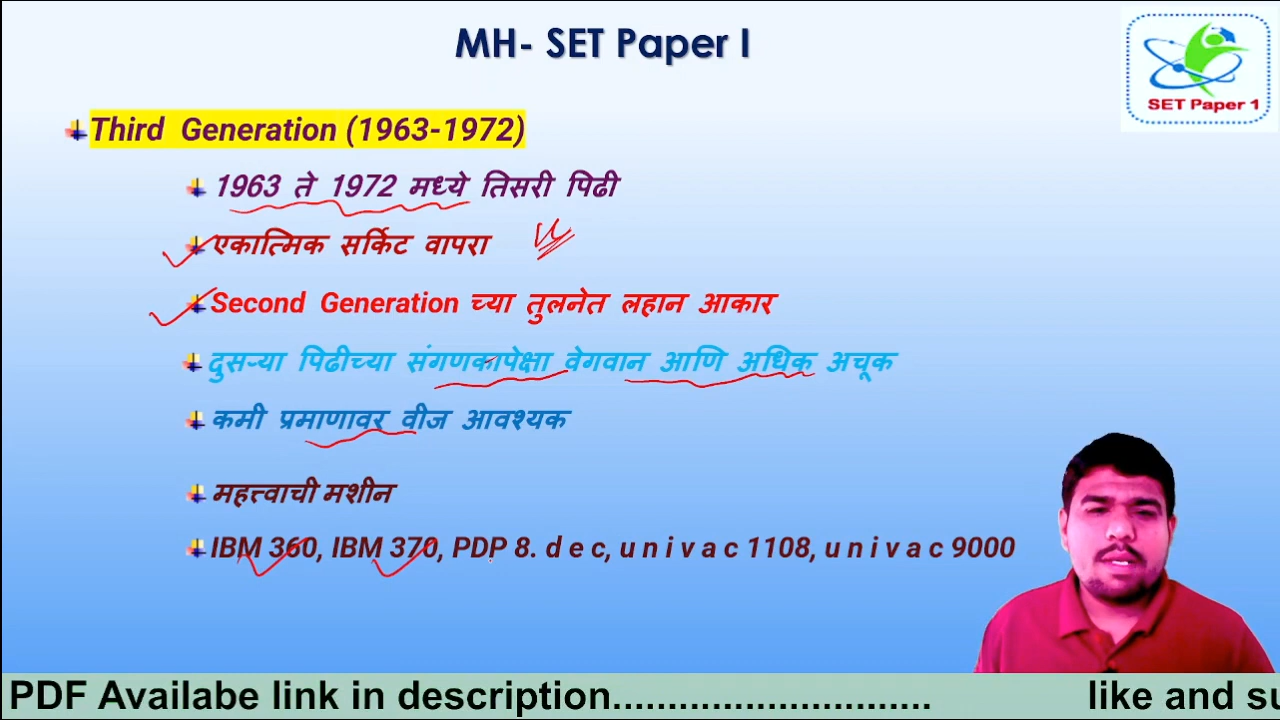 MH- SET Paper I
SET Paper 1
Third Generation (1963-1972)
1963 ते 1972 मध्ये तिसरी पिढी
एकात्मिक सर्किट वापरा
Second Generation च्या तुलनेत लहान आकार
दुसऱ्या पिढीच्या संगणकापेक्षा वेगवान आणि अधिक अचूक
कमी प्रमाणावर वीज आवश्यक
महत्त्वाची मशीन
IBM 360, IBM 370, PDP 8. d e c, u n i v a c 1108, u n i v a c 9000
PDF Availabe link in description............................. like and su